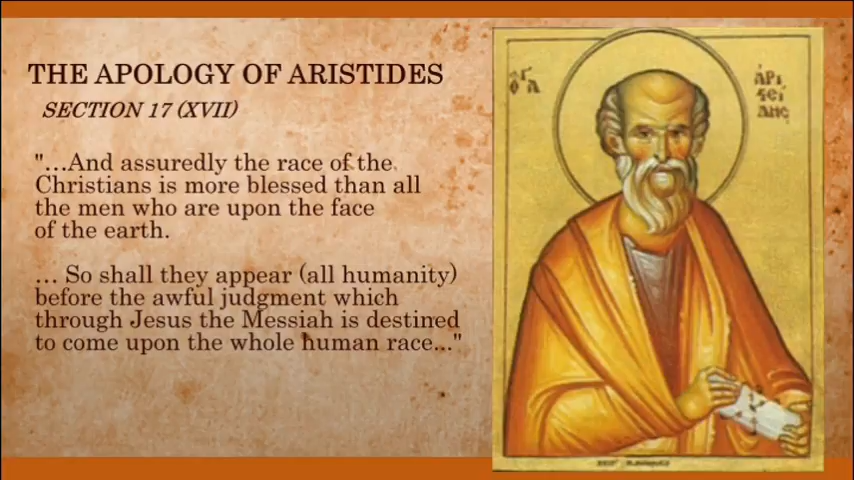 THE APOLOGY OF ARISTIDES
SECTION 17 (XVII)
"...And assuredly the race of the
Christians is more blessed than all
the men who are upon the face
of the earth.
... So shall they appear (all humanity)
before the awful judgment which
through Jesus the Messiah is destined
to come upon the whole human race..."